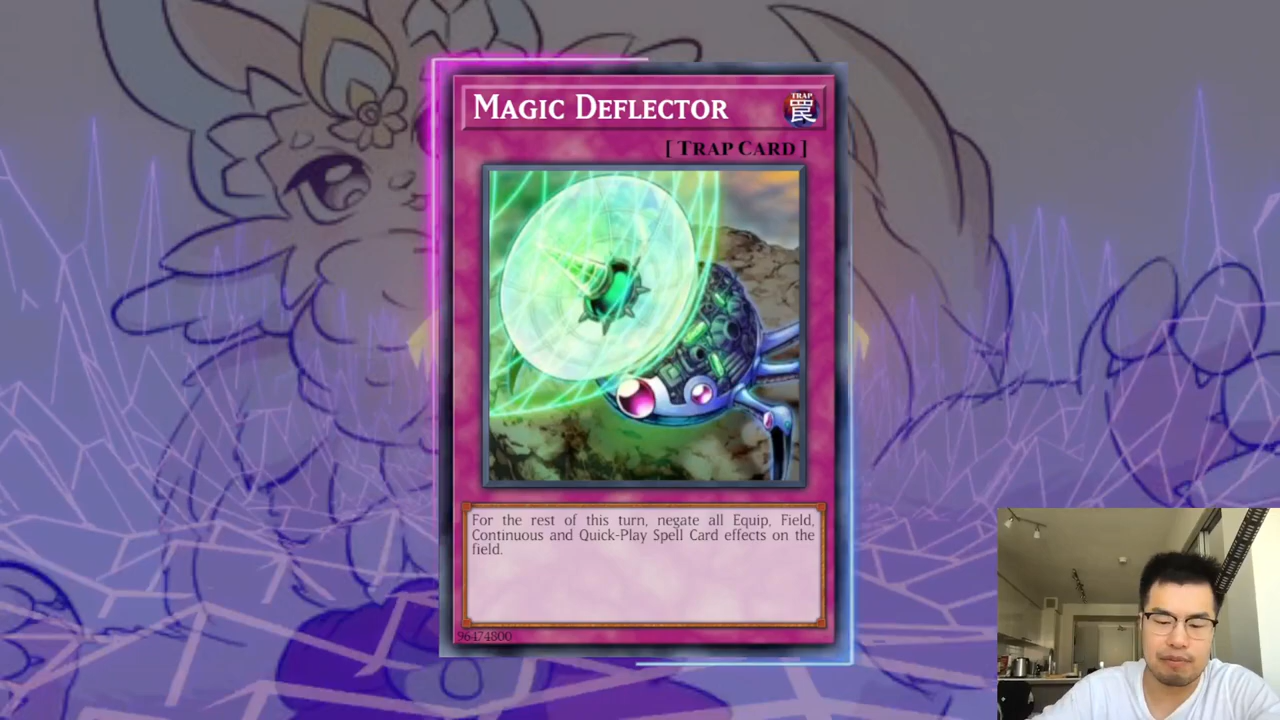 MAGIC DEFLECTOR
TRAP
罠
[ TRAP CARD ]
For the rest of this turn, negate all Equip, Field,
Continuous and Quick-Play Spell Card effects on the
field.
96474800